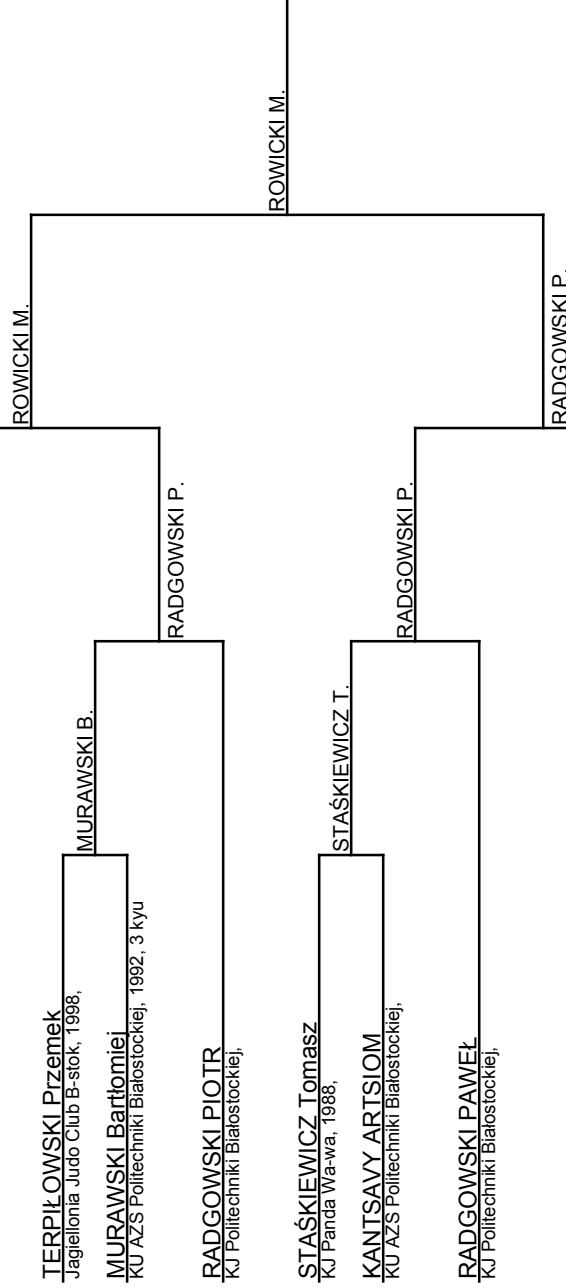 TERPIŁOWSKI Przemek
Jagiellonia Judo Club B-stok, 1998,
MURAWSKI Bartłomiej
KU AZS Politechniki Białostockiej, 1992, 3 kyu
RADGOWSKI PIOTR
KJ Politechniki Białostockiej,
STAŚKIEWICZ Tomasz
KJ Panda Wa-wa, 1988,
KANTSAVY ARTSIOM
KU AZS Politechniki Białostockiej,
RADGOWSKI PAWEŁ
KJ Politechniki Białostockiej,
MURAWSKI B.
STAŚKIEWICZ T.
RADGOWSKI P.
RADGOWSKI P.
ROWICKI M.
RADGOWSKI P.
ROWICKI M.